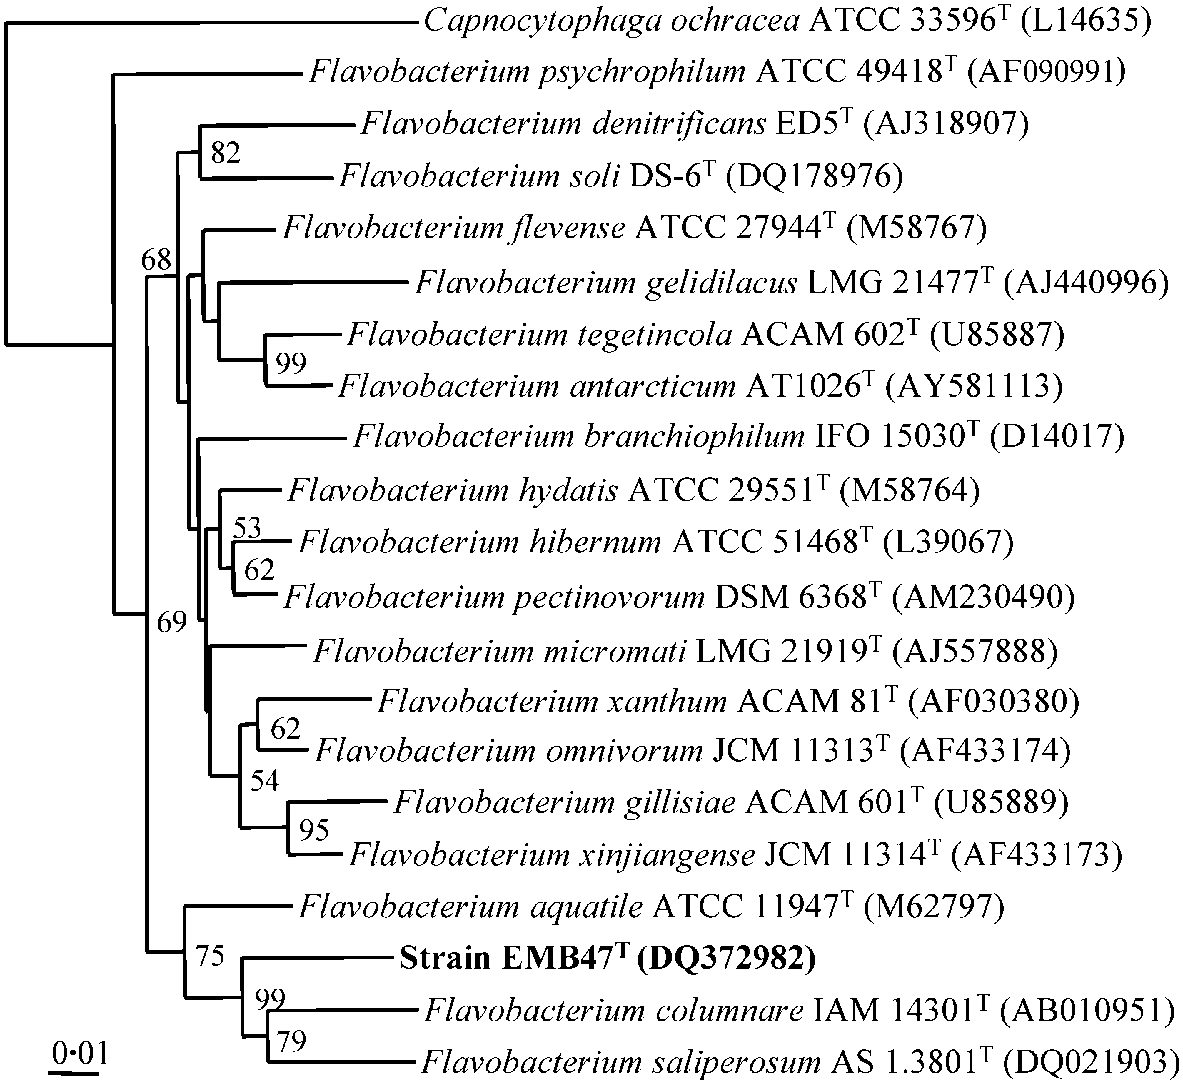 Capnocytophaga ochracea ATCC 33596T (L14635)
Flavobacterium psychrophilum ATCC 49418T (AF090991)
Flavobacterium denitrificans ED5T (AJ318907)
82
Flavobacterium soli DS-6T (DQ178976)
Flavobacterium flevense ATCC 27944T (M58767)
68
Flavobacterium gelidilacus LMG 21477T (AJ440996)
Flavobacterium tegetincola ACAM 602T (U85887)
99
Flavobacterium antarcticum AT1026T (AY581113)
Flavobacterium branchiophilum IFO 15030T (D14017)
Flavobacterium hydatis ATCC 29551T (M58764)
53
Flavobacterium hibernum ATCC 51468T (L39067)
62
Flavobacterium pectinovorum DSM 6368T (AM230490)
69
Flavobacterium micromati LMG 21919T (AJ557888)
Flavobacterium xanthum ACAM 81T (AF030380)
62
Flavobacterium omnivorum JCM 11313T (AF433174)
54
Flavobacterium gillisiae ACAM 601T (U85889)
95
Flavobacterium xinjiangense JCM 11314T (AF433173)
Flavobacterium aquatile ATCC 11947T (M62797)
75
Strain EMB47T (DQ372982)
99
Flavobacterium columnare IAM 14301T (AB010951)
79
0·01
Flavobacterium saliperosum AS 1.3801T (DQ021903)